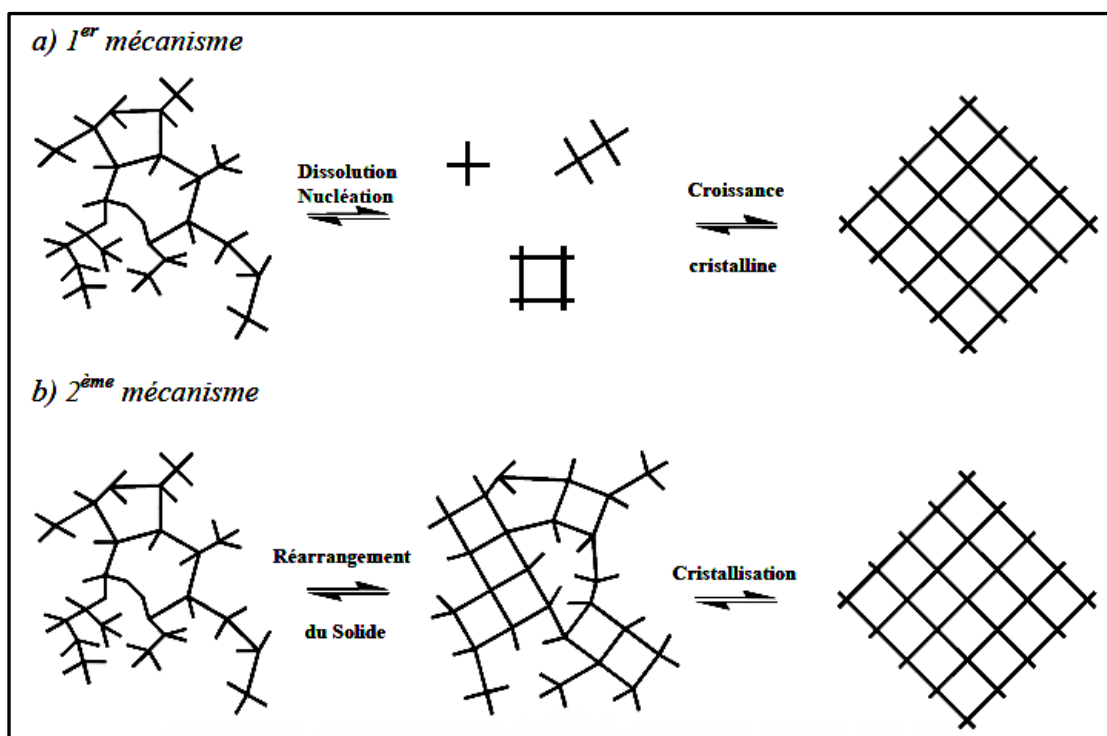 a) 1er mécanisme
Dissolution
Nucléation
Croissance
cristalline
b) 2ème mécanisme
Réarrangement
du Solide
Cristallisation